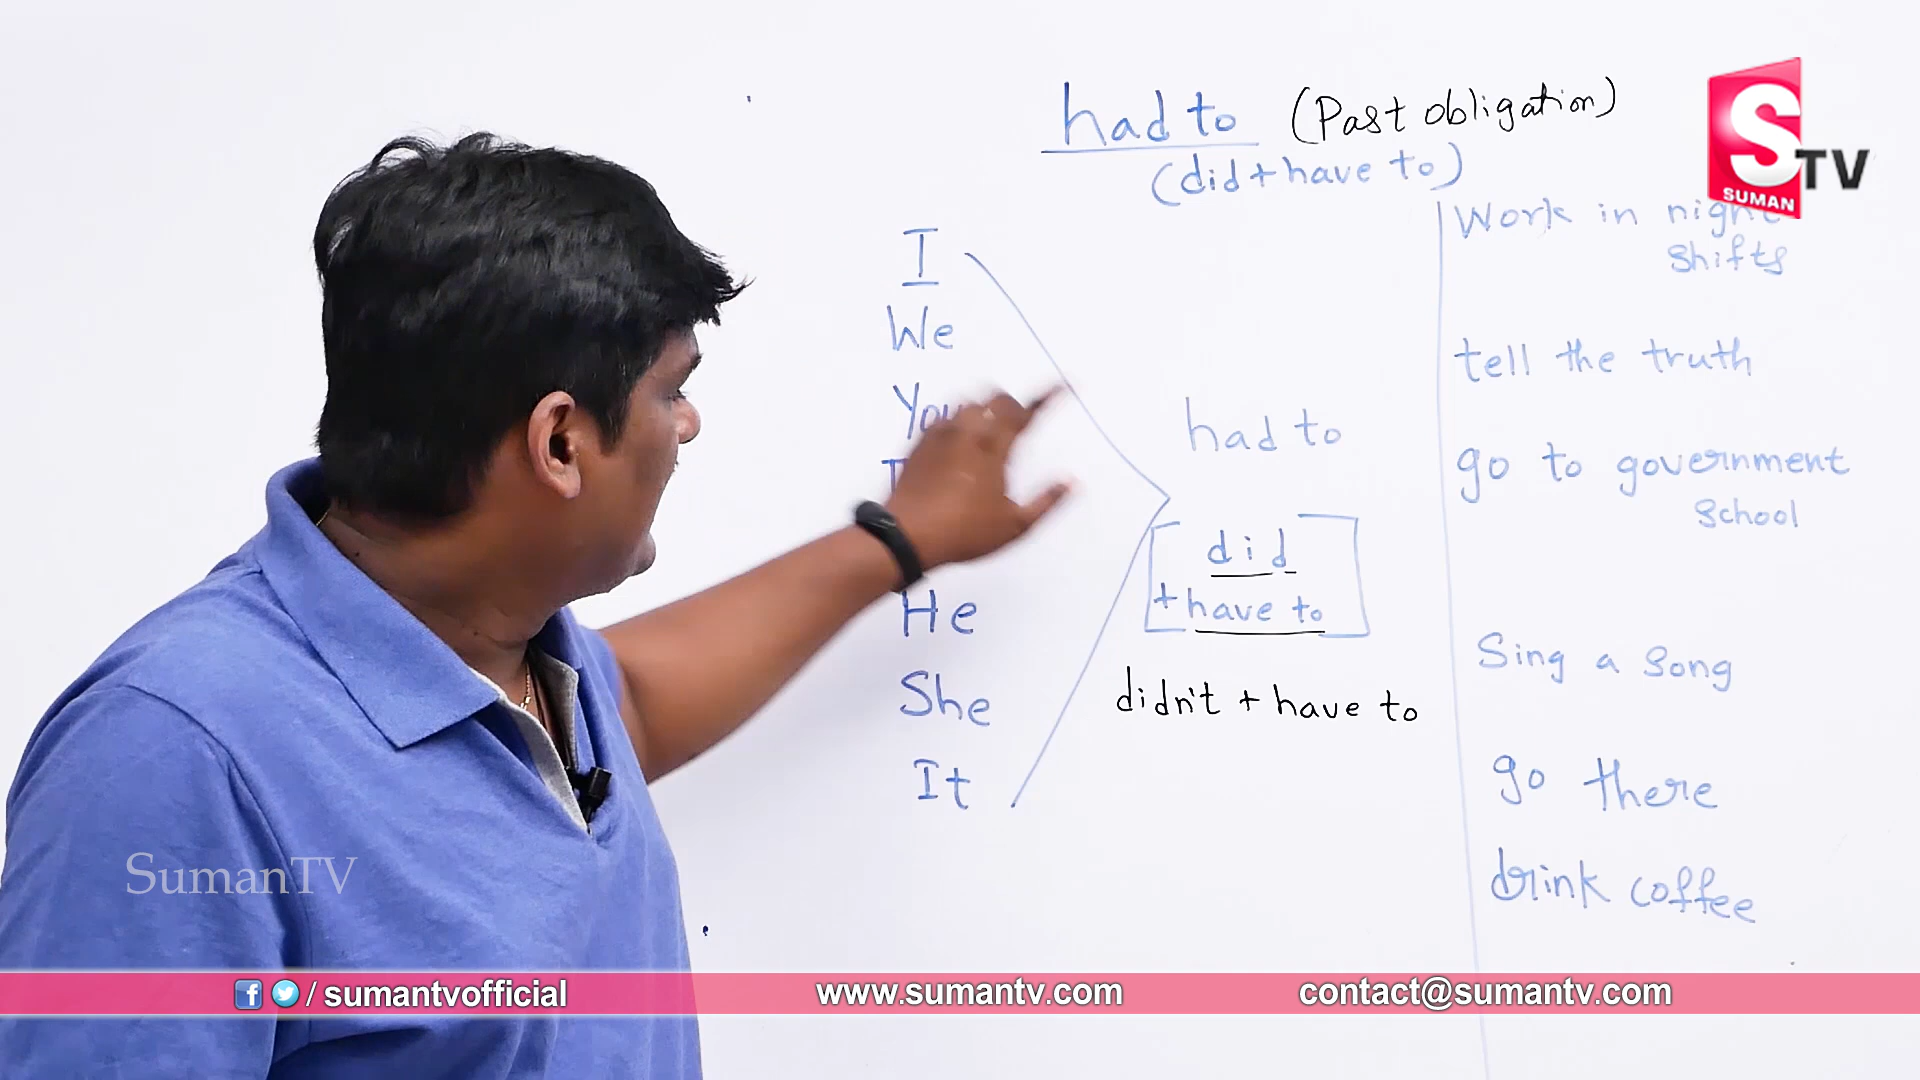 had to (Past obligation)
(did + have to)
S TV
SUMAN
I
We
He
She
It
had to
did
+ have to
didn't + have to
Work in night
shifts
tell the truth
go to government
school
Sing a song
go there
drink coffee
SumanTV
/ sumantvofficial
www.sumantv.com
contact@sumantv.com